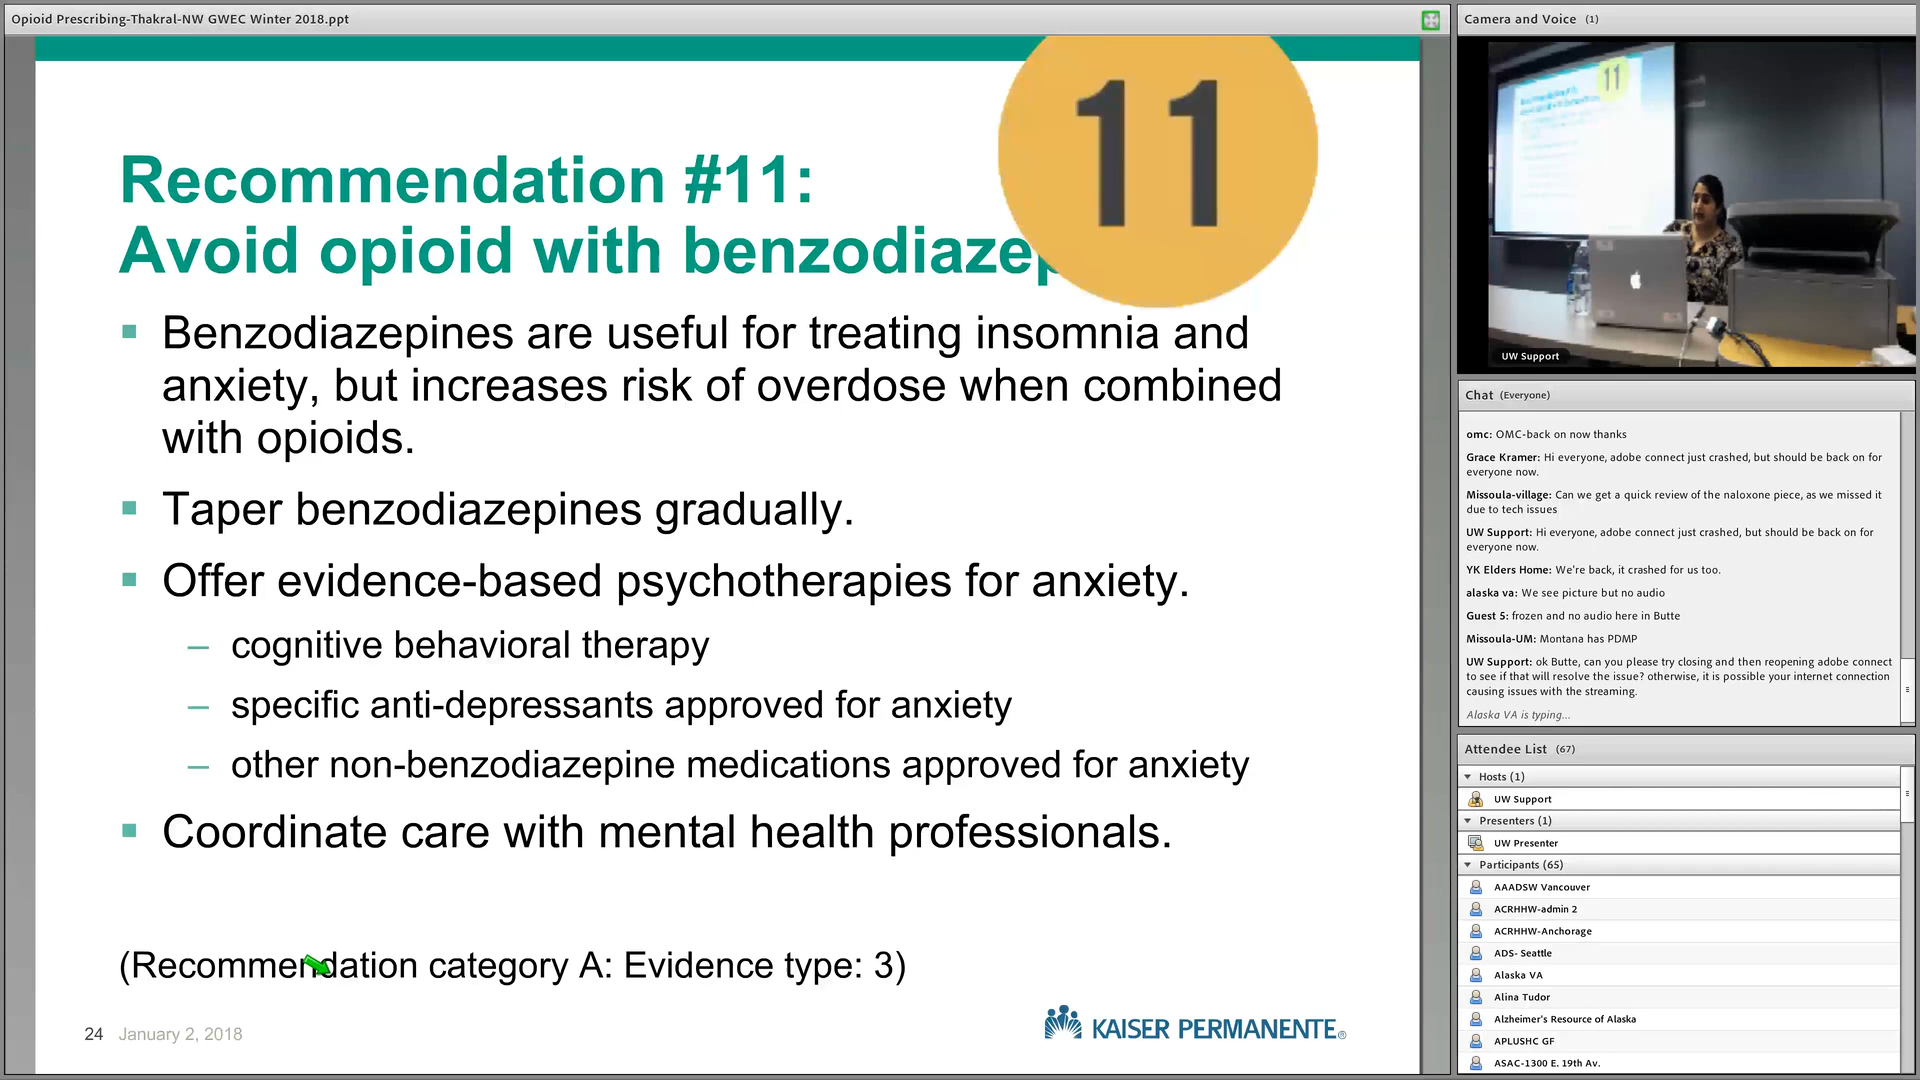 Opioid Prescribing-Thakral-NW GWEC Winter 2018.ppt
11
Recommendation #11:
Avoid opioid with benzodiazep
Benzodiazepines are useful for treating insomnia and
anxiety, but increases risk of overdose when combined
with opioids.
Taper benzodiazepines gradually.
Offer evidence-based psychotherapies for anxiety.
– cognitive behavioral therapy
– specific anti-depressants approved for anxiety
– other non-benzodiazepine medications approved for anxiety
Coordinate care with mental health professionals.
(Recommendation category A: Evidence type: 3)
24 January 2, 2018
KAISER PERMANENTE®
Camera and Voice (1)
11
UW Support
Chat (Everyone)
omc: OMC-back on now thanks
Grace Kramer: Hi everyone, adobe connect just crashed, but should be back on for
everyone now.
Missoula-village: Can we get a quick review of the naloxone piece, as we missed it
due to tech issues
UW Support: Hi everyone, adobe connect just crashed, but should be back on for
everyone now.
YK Elders Home: We're back, it crashed for us too.
alaska va: We see picture but no audio
Guest 5: frozen and no audio here in Butte
Missoula-UM: Montana has PDMP
UW Support: ok Butte, can you please try closing and then reopening adobe connect
to see if that will resolve the issue? otherwise, it is possible your internet connection
causing issues with the streaming.
Alaska VA is typing...
Attendee List (67)
Hosts (1)
UW Support
Presenters (1)
UW Presenter
Participants (65)
AAADSW Vancouver
ACRHHW-admin 2
ACRHHW-Anchorage
ADS- Seattle
Alaska VA
Alina Tudor
Alzheimer's Resource of Alaska
APLUSHC GF
ASAC-1300 E. 19th Av.